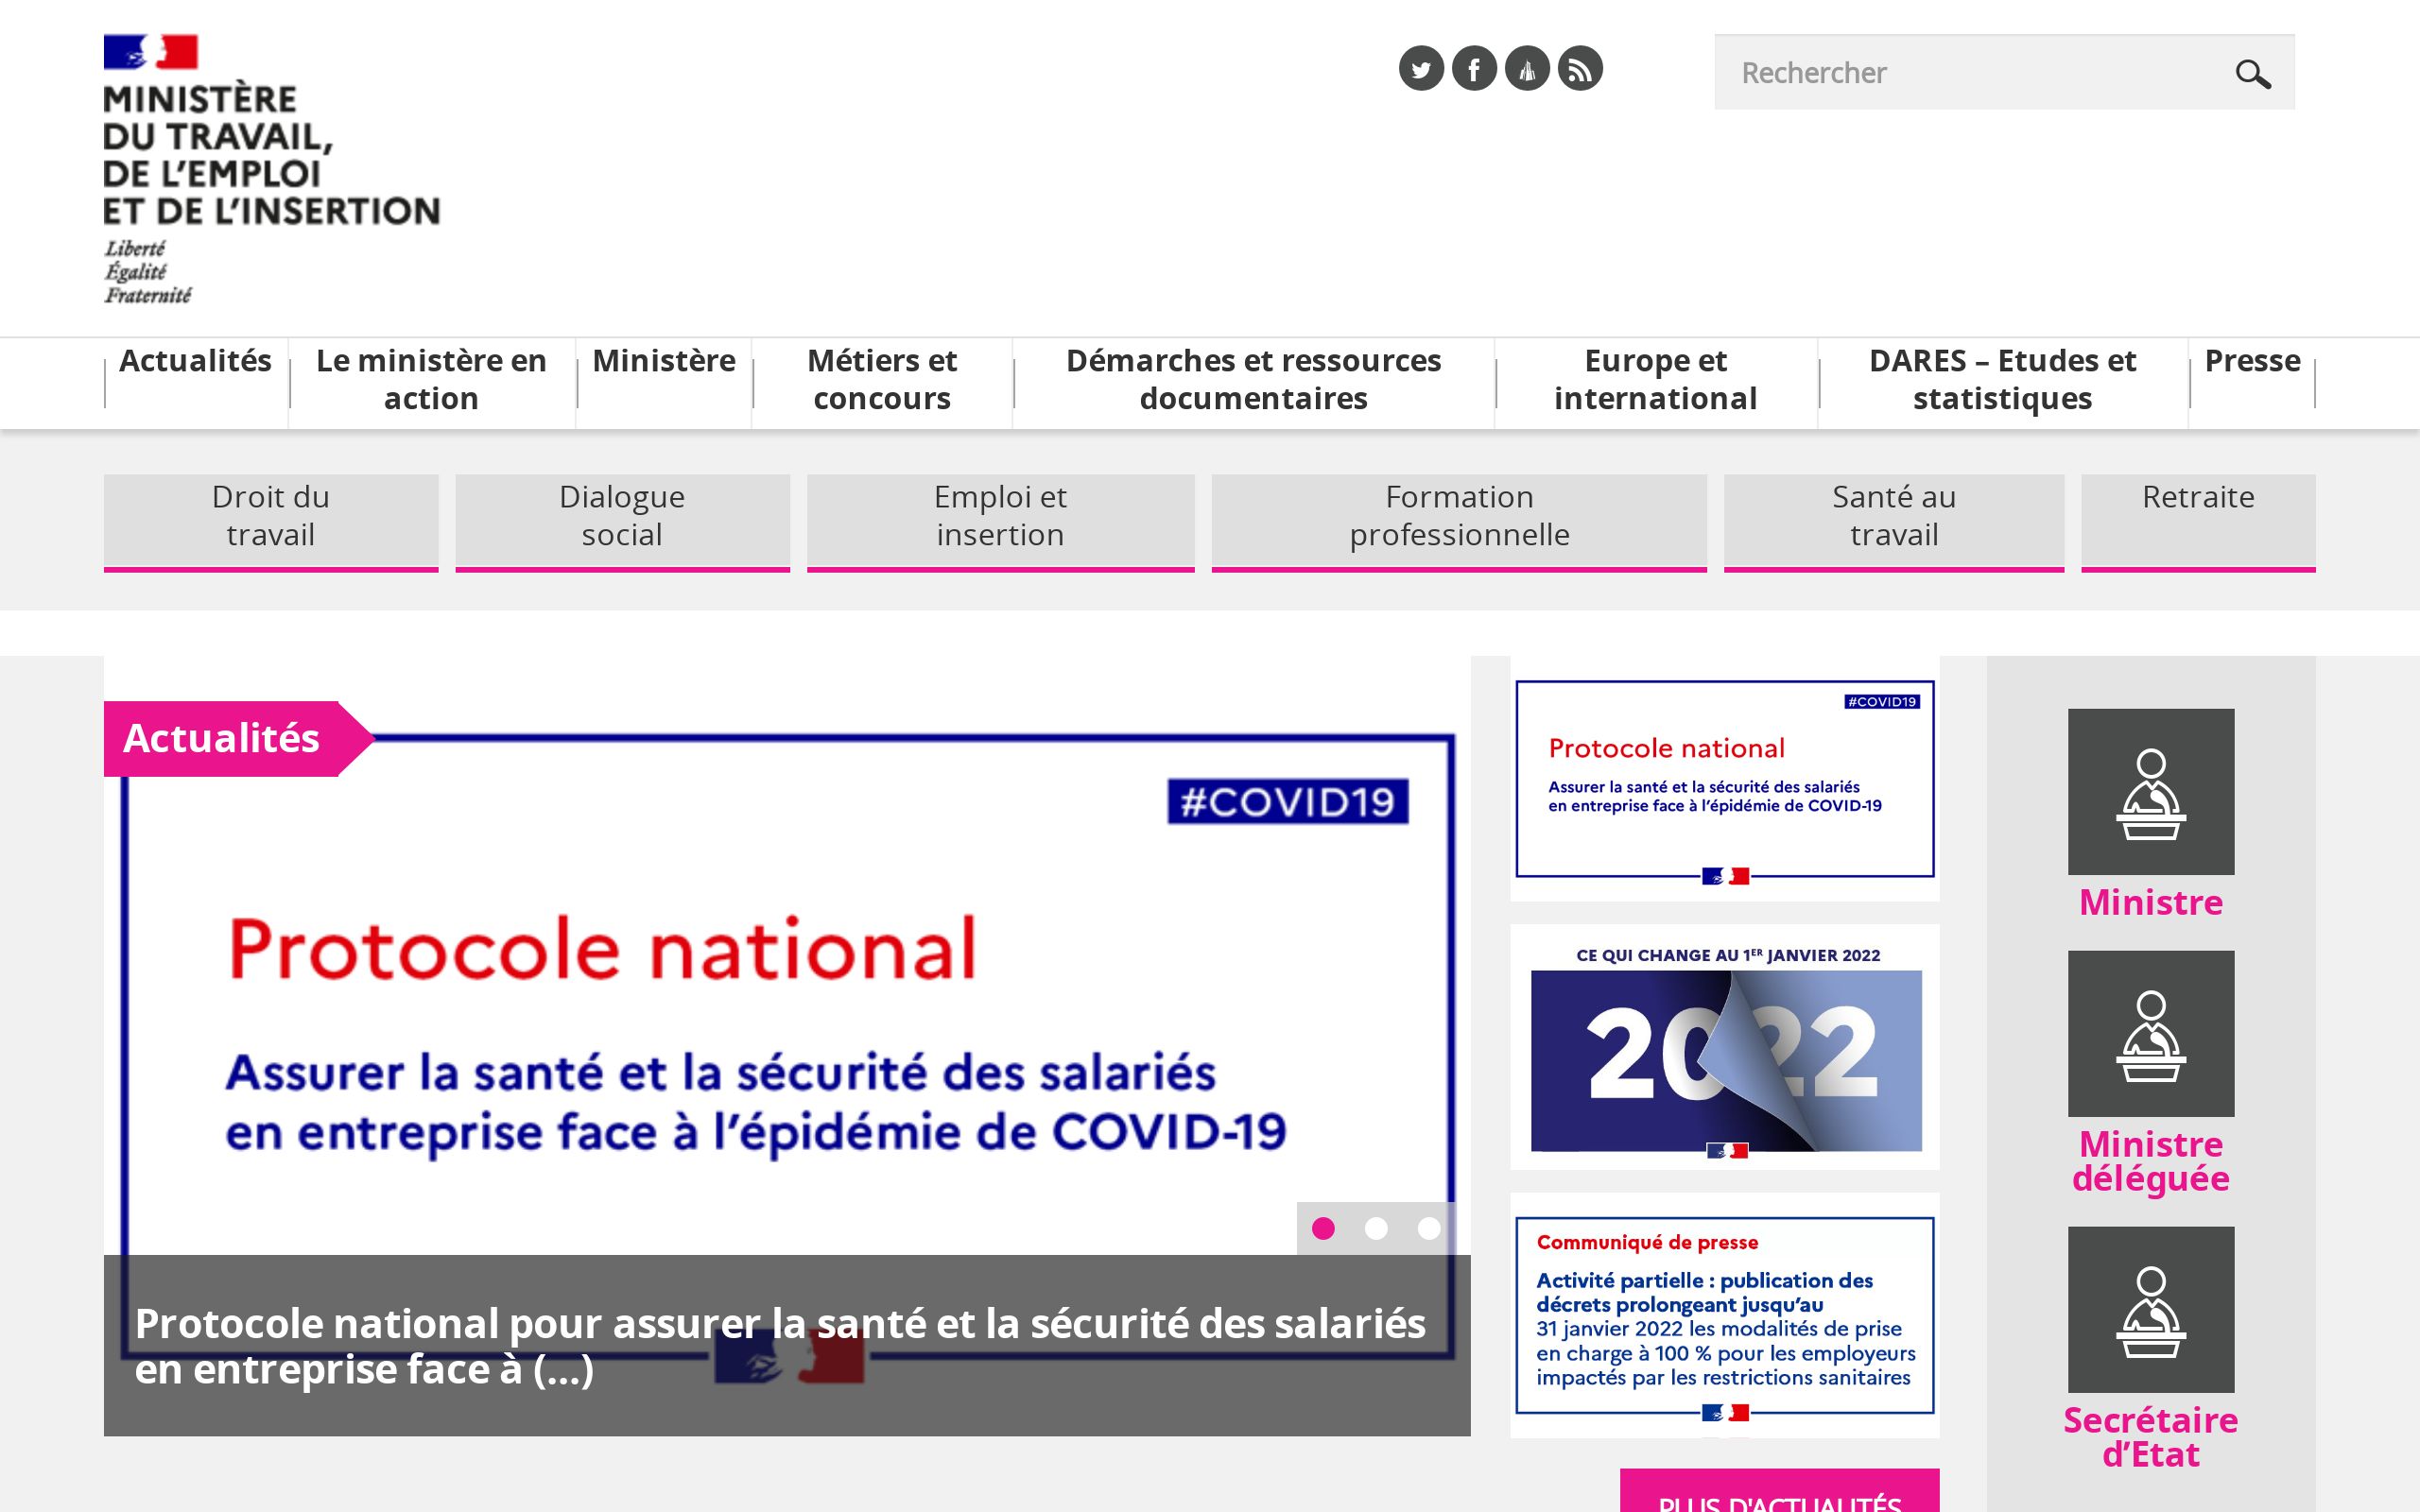 MINISTÈRE
DU TRAVAIL,
DE L'EMPLOI
ET DE L'INSERTION
Liberté
Égalité
Fraternité
Rechercher
Actualités
Le ministère en
action
Ministère
Métiers et
concours
Démarches et ressources
documentaires
Europe et
international
DARES – Etudes et
statistiques
Presse
Droit du
travail
Dialogue
social
Emploi et
insertion
Formation
professionnelle
Santé au
travail
Retraite
Actualités
#COVID19
Protocole national
Assurer la santé et la sécurité des salariés
en entreprise face à l'épidémie de COVID-19
Protocole national pour assurer la santé et la sécurité des salariés
en entreprise face à (...)
#COVID19
Protocole national
Assurer la santé et la sécurité des salariés
en entreprise face à l'épidémie de COVID-19
CE QUI CHANGE AU 1ER JANVIER 2022
2022
Communiqué de presse
Activité partielle : publication des
décrets prolongeant jusqu'au
31 janvier 2022 les modalités de prise
en charge à 100 % pour les employeurs
impactés par les restrictions sanitaires
PLUS D'ACTUALITÉS
Ministre
Ministre
déléguée
Secrétaire
d'Etat